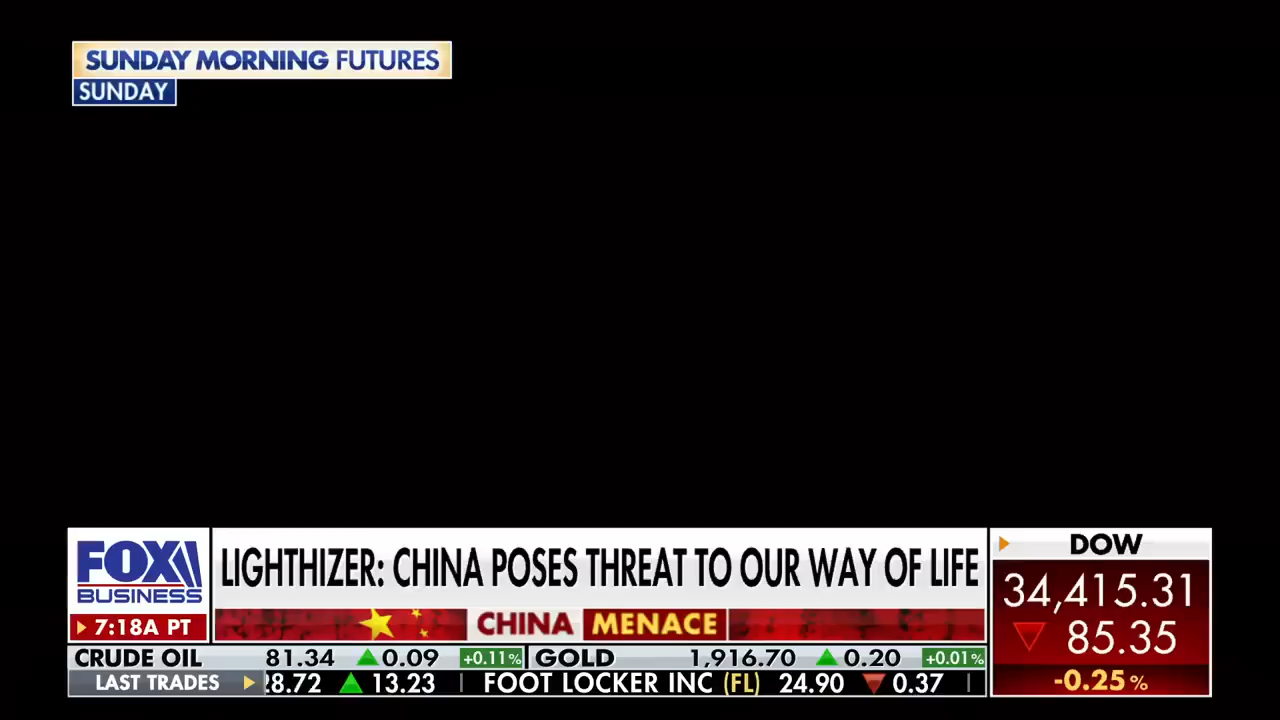 SUNDAY MORNING FUTURES
SUNDAY
FOX BUSINESS
7:18A PT
LIGHTHIZER: CHINA POSES THREAT TO OUR WAY OF LIFE
CHINA MENACE
DOW
34,415.31
85.35
-0.25%
CRUDE OIL 81.34 0.09 +0.11% GOLD 1,916.70 0.20 +0.01%
LAST TRADES 8.72 13.23 | FOOT LOCKER INC (FL) 24.90 0.37 |